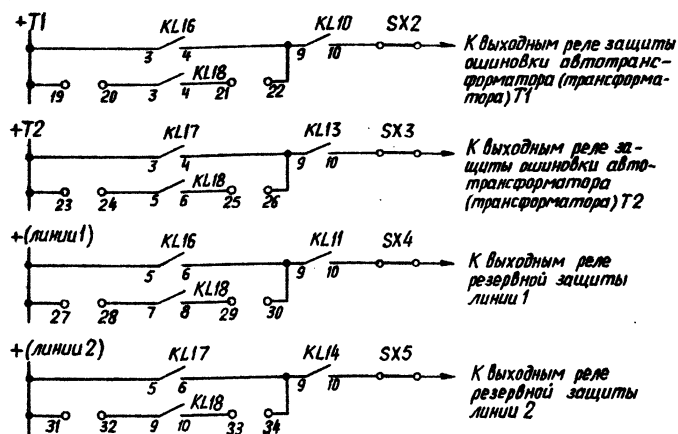 +T1 KL16 KL10 SX2
3 4 9 10
К выходным реле защиты
ошиновки автотранс-
форматора (трансформа-
тора) Т1
KL18
19 20 3 4 21 22
+T2 KL17 KL13 SX3
3 4 9 10
К выходным реле за-
щиты ошиновки авто-
трансформатора
(трансформатора) Т2
KL18
23 24 5 6 25 26
+(линии 1) KL16 KL11 SX4
5 6 9 10
К выходным реле
резервной защиты
линии 1
KL18
27 28 7 8 29 30
+(линии 2) KL17 KL14 SX5
5 6 9 10
К выходным реле
резервной защиты
линии 2
KL18
31 32 9 10 33 34